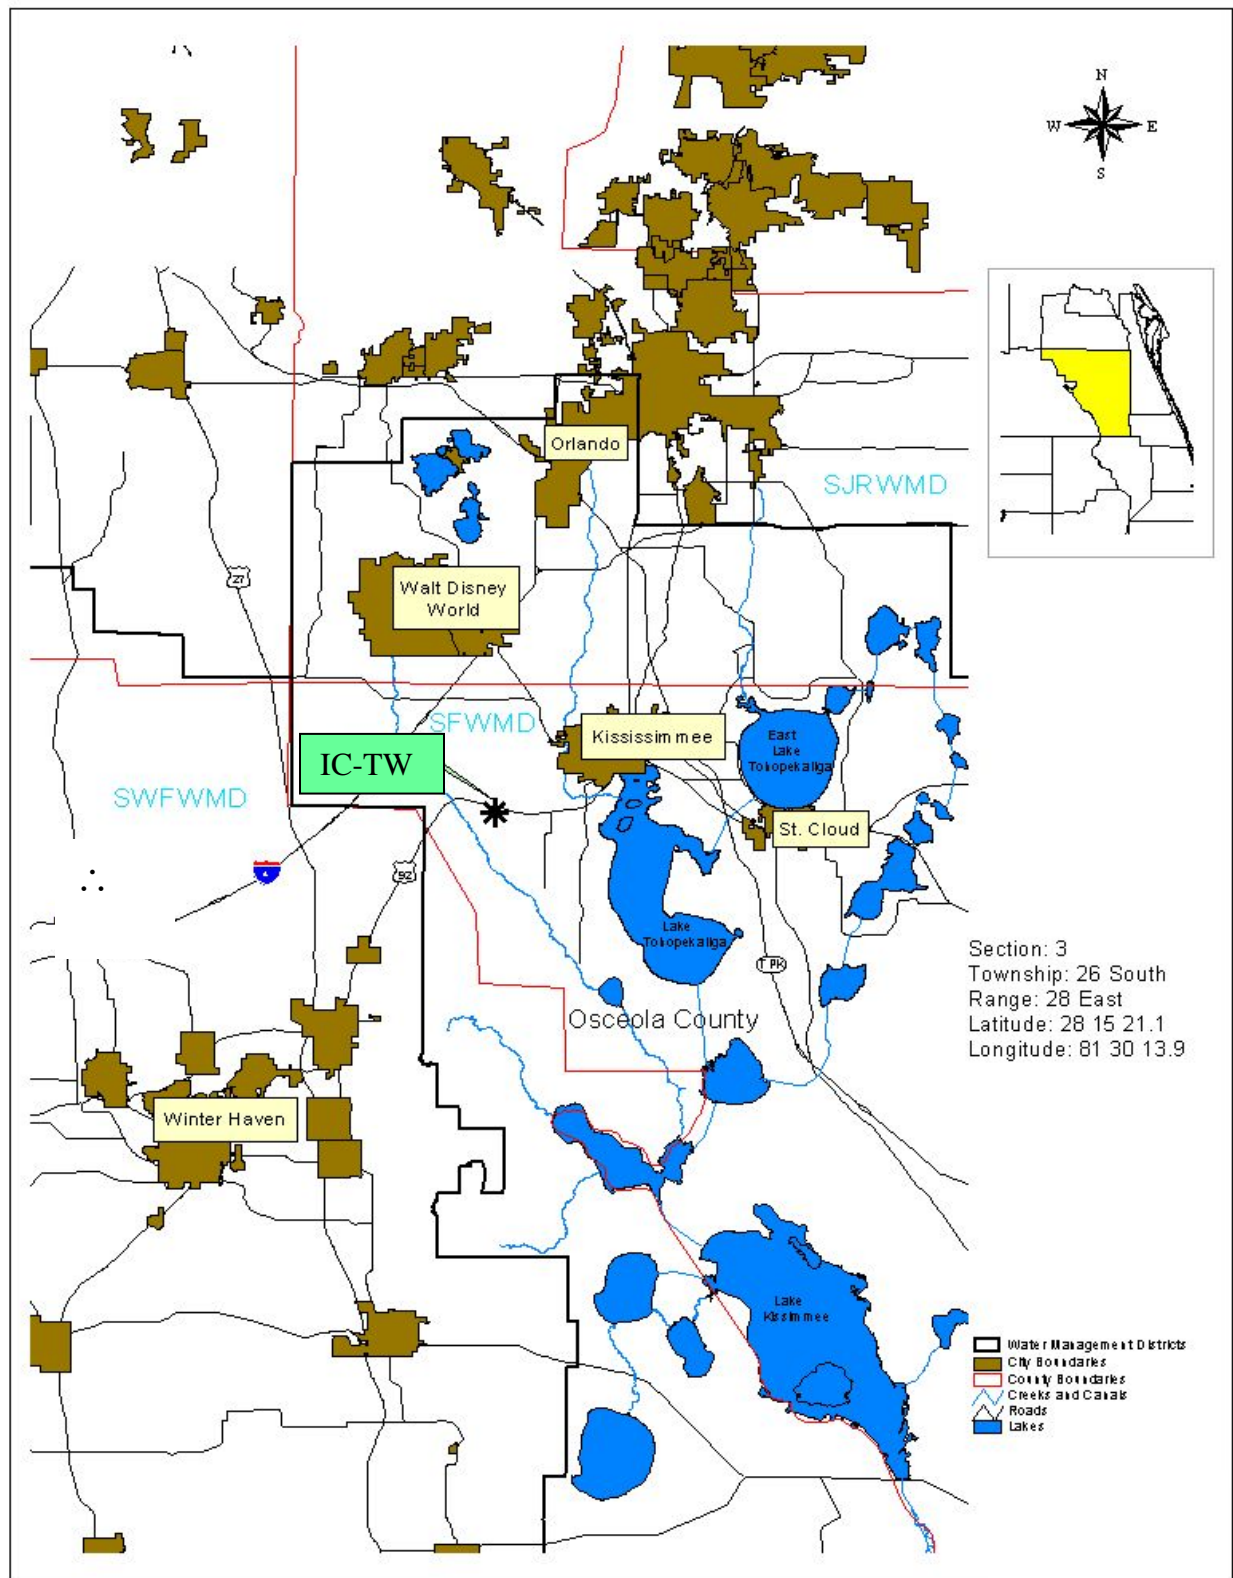 N
W E
S
Orlando
SJRWMD
27
Walt Disney
World
SFWMD
Kississimmee
East
Lake
Tohopekaliga
IC-TW
SWFWMD
St. Cloud
4
92
Lake
Tohopekaliga
TPK
Section: 3
Township: 26 South
Range: 28 East
Latitude: 28 15 21.1
Longitude: 81 30 13.9
Osceola County
Winter Haven
Lake
Kissimmee
Water Management Districts
City Boundaries
County Boundaries
Creeks and Canals
Roads
Lakes